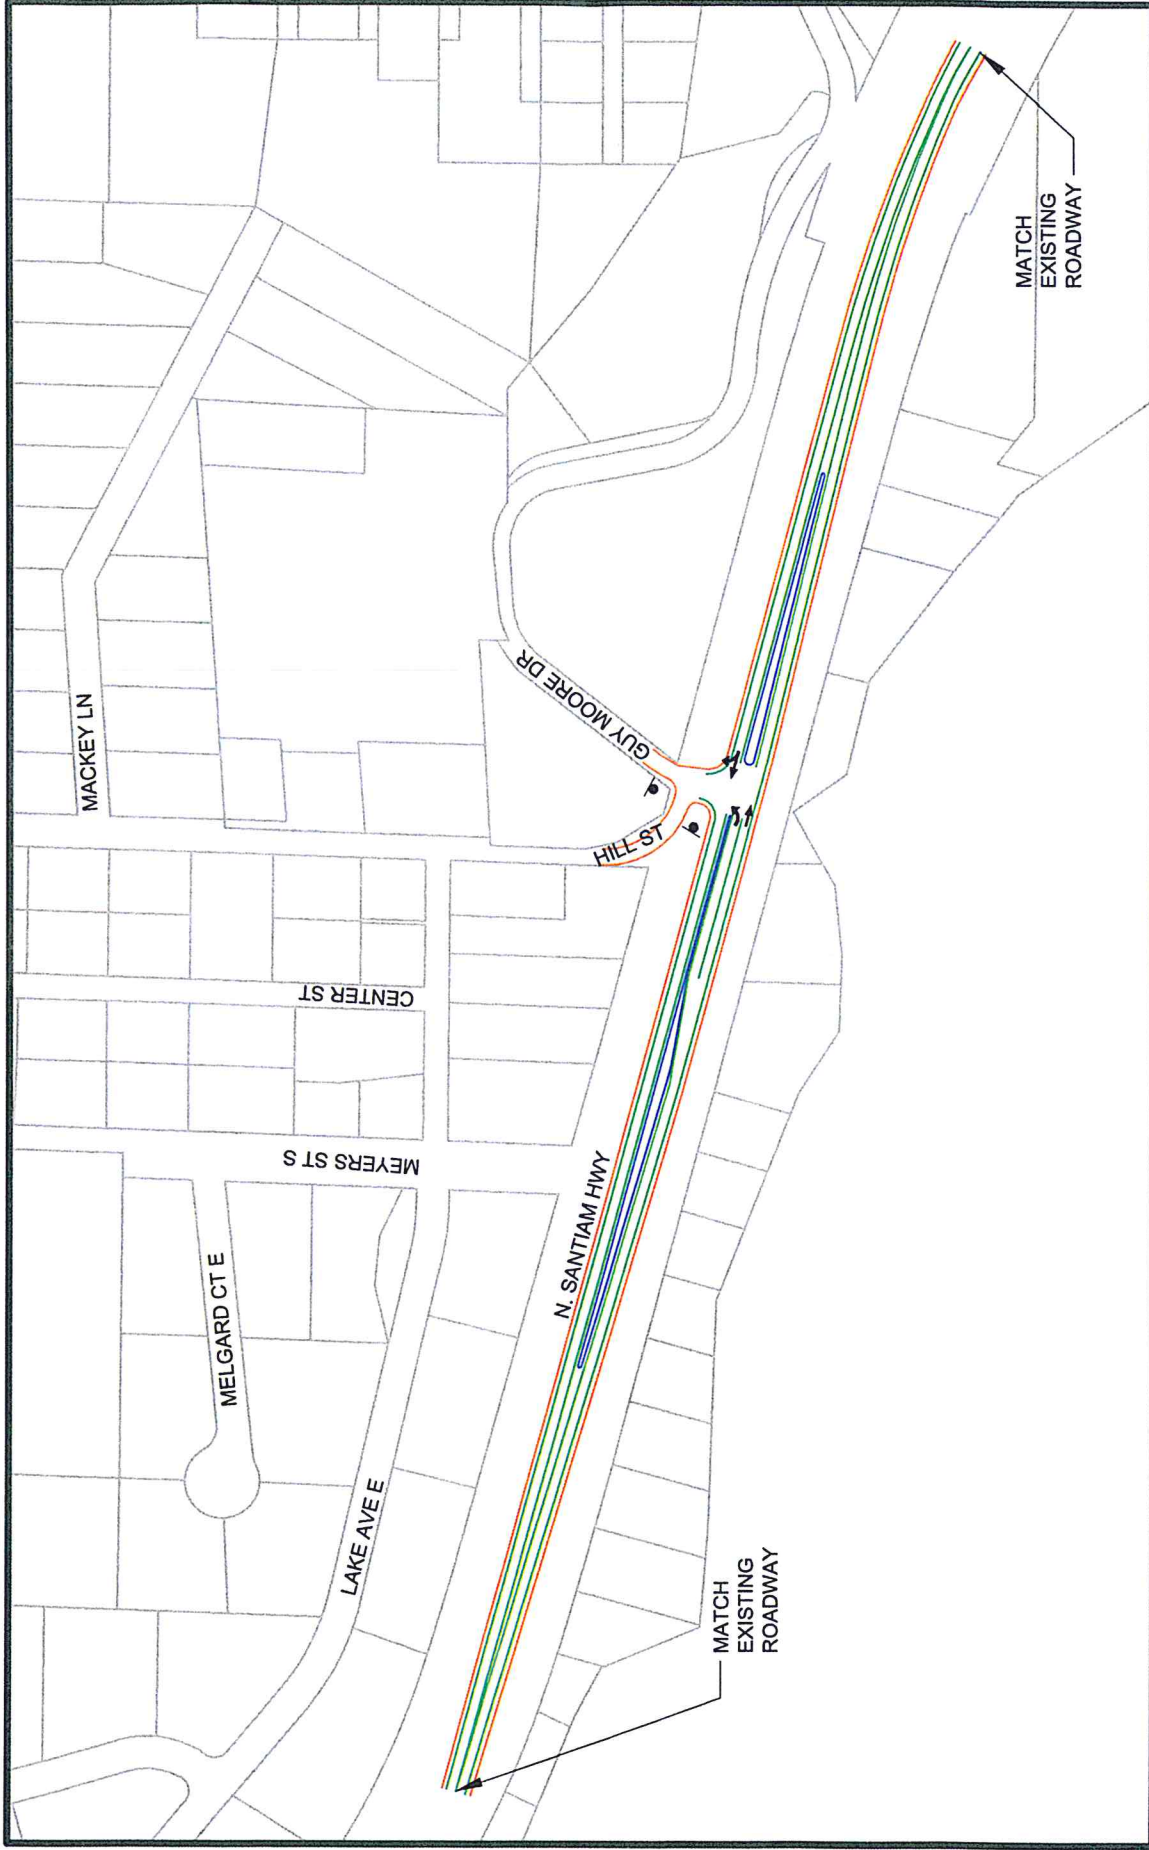 MACKEY LN
GUY MOORE DR
HILL ST
CENTER ST
MEYERS ST S
MELGARD CT E
LAKE AVE E
N. SANTIAM HWY
MATCH
EXISTING
ROADWAY
MATCH
EXISTING
ROADWAY